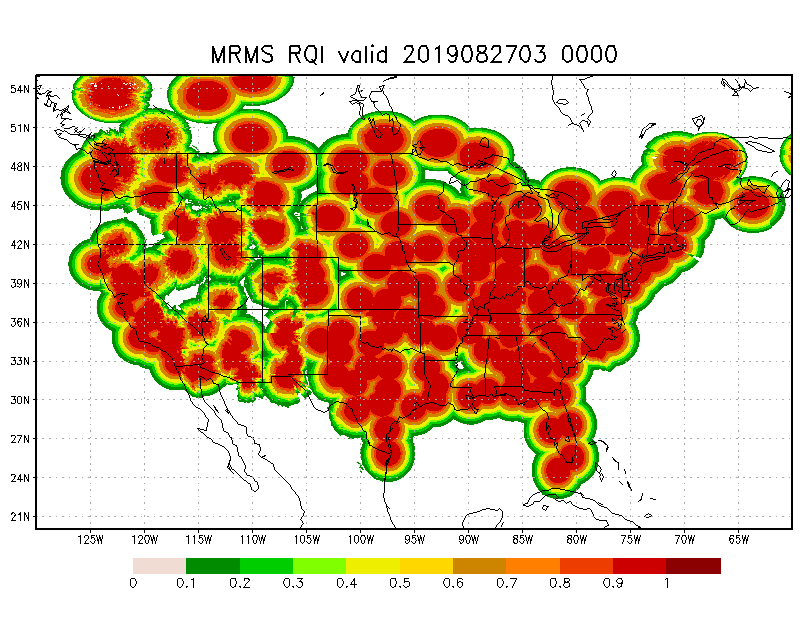 MRMS RQI valid 2019082703 0000
54N
51N
48N
45N
42N
39N
36N
33N
30N
27N
24N
21N
125W 120W 115W 110W 105W 100W 95W 90W 85W 80W 75W 70W 65W
0 0.1 0.2 0.3 0.4 0.5 0.6 0.7 0.8 0.9 1